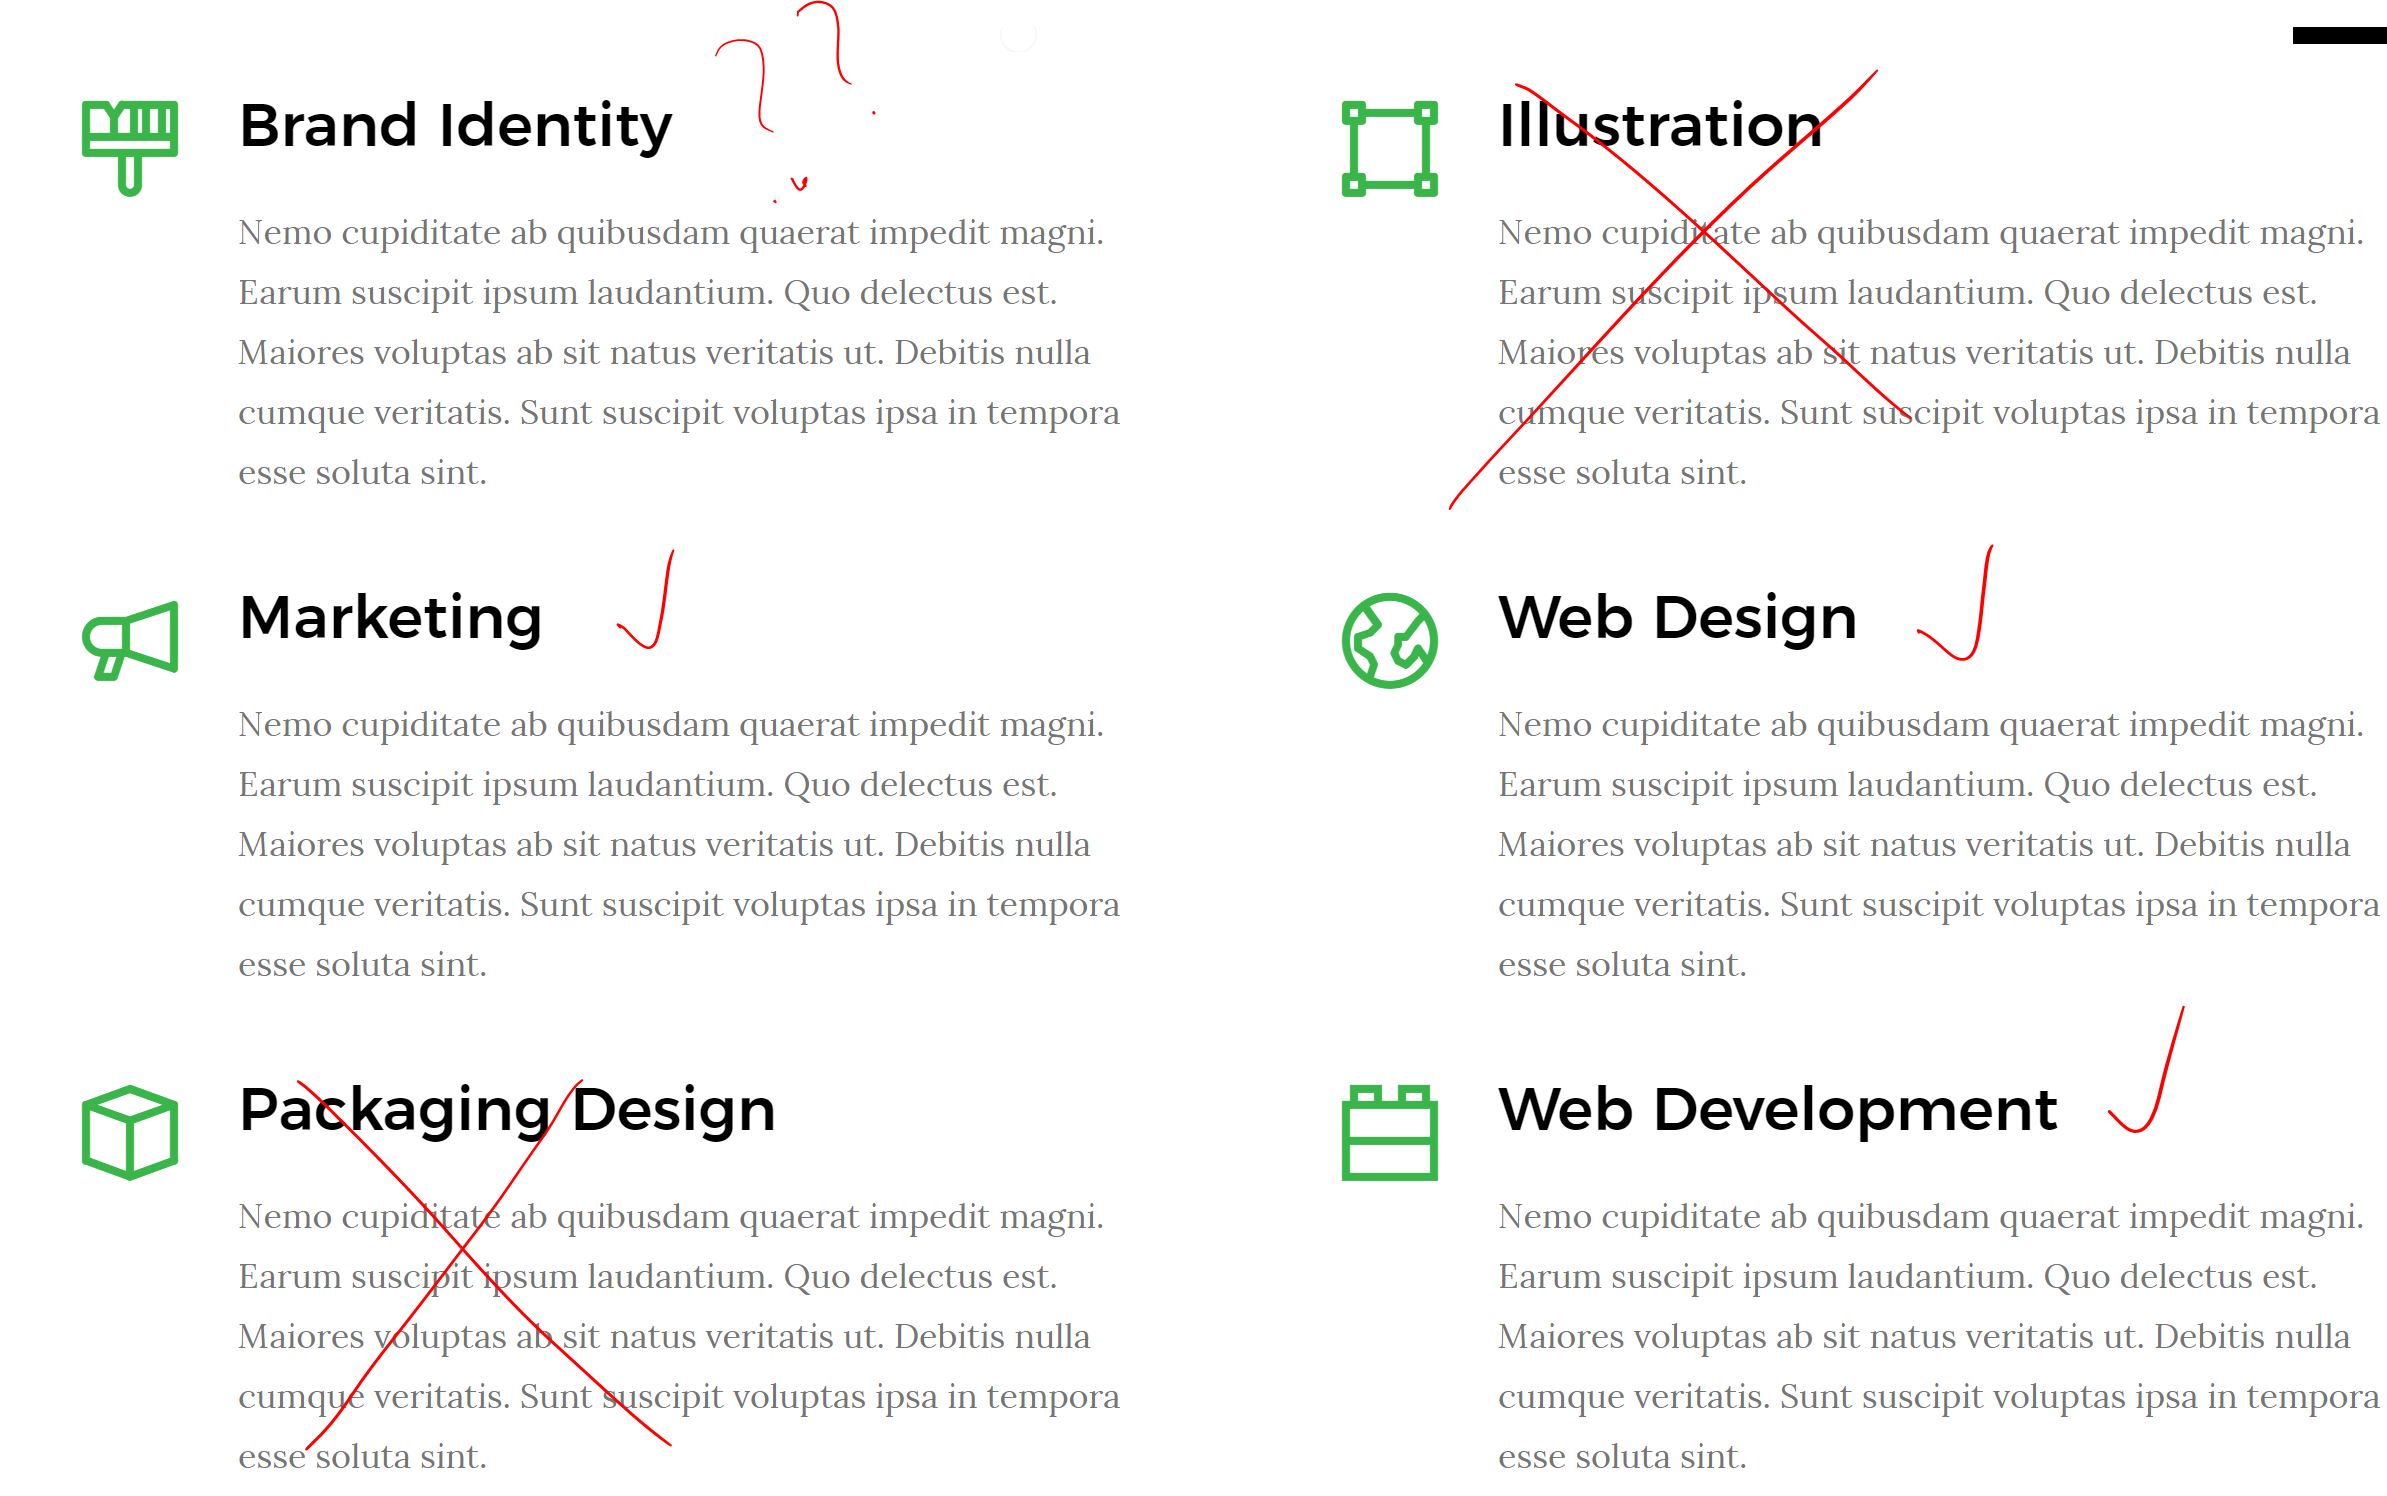 Brand Identity
??
Nemo cupiditate ab quibusdam quaerat impedit magni.
Earum suscipit ipsum laudantium. Quo delectus est.
Maiores voluptas ab sit natus veritatis ut. Debitis nulla
cumque veritatis. Sunt suscipit voluptas ipsa in tempora
esse soluta sint.
Illustration
Nemo cupiditate ab quibusdam quaerat impedit magni.
Earum suscipit ipsum laudantium. Quo delectus est.
Maiores voluptas ab sit natus veritatis ut. Debitis nulla
cumque veritatis. Sunt suscipit voluptas ipsa in tempora
esse soluta sint.
Marketing
Nemo cupiditate ab quibusdam quaerat impedit magni.
Earum suscipit ipsum laudantium. Quo delectus est.
Maiores voluptas ab sit natus veritatis ut. Debitis nulla
cumque veritatis. Sunt suscipit voluptas ipsa in tempora
esse soluta sint.
Web Design
Nemo cupiditate ab quibusdam quaerat impedit magni.
Earum suscipit ipsum laudantium. Quo delectus est.
Maiores voluptas ab sit natus veritatis ut. Debitis nulla
cumque veritatis. Sunt suscipit voluptas ipsa in tempora
esse soluta sint.
Packaging Design
Nemo cupiditate ab quibusdam quaerat impedit magni.
Earum suscipit ipsum laudantium. Quo delectus est.
Maiores voluptas ab sit natus veritatis ut. Debitis nulla
cumque veritatis. Sunt suscipit voluptas ipsa in tempora
esse soluta sint.
Web Development
Nemo cupiditate ab quibusdam quaerat impedit magni.
Earum suscipit ipsum laudantium. Quo delectus est.
Maiores voluptas ab sit natus veritatis ut. Debitis nulla
cumque veritatis. Sunt suscipit voluptas ipsa in tempora
esse soluta sint.